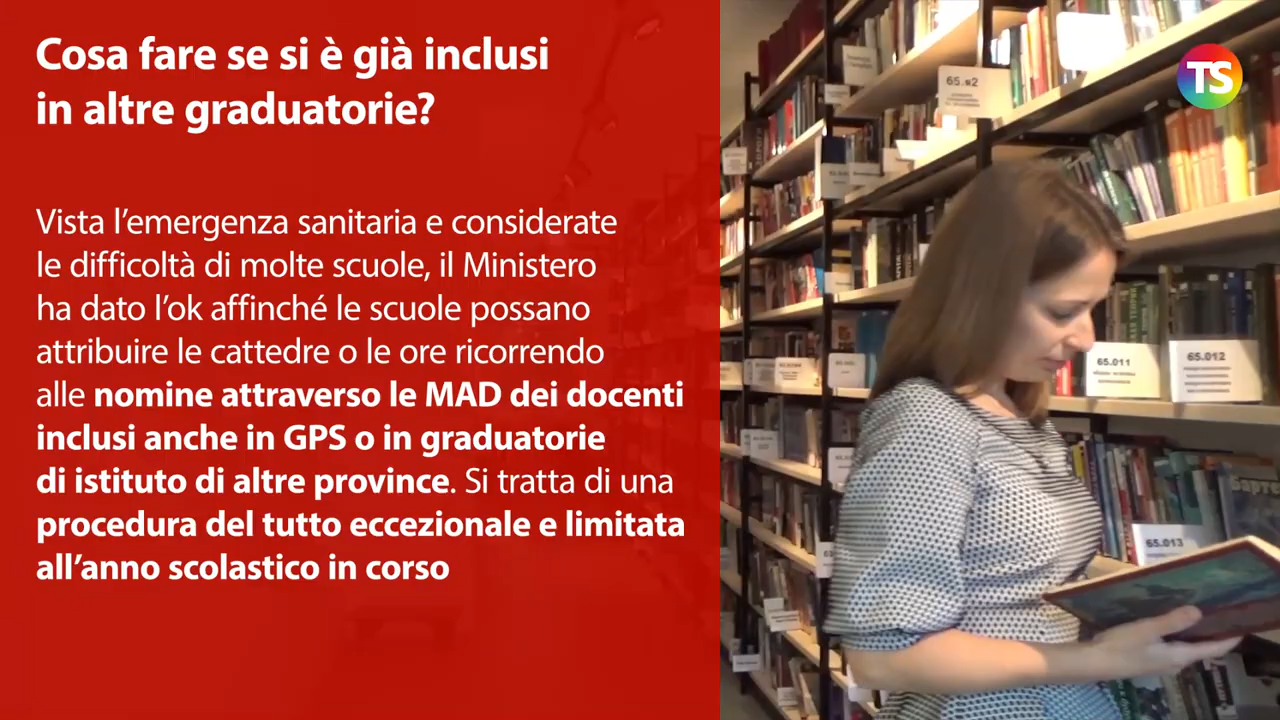 Cosa fare se si è già inclusi
in altre graduatorie?
Vista l’emergenza sanitaria e considerate
le difficoltà di molte scuole, il Ministero
ha dato l’ok affinché le scuole possano
attribuire le cattedre o le ore ricorrendo
alle nomine attraverso le MAD dei docenti
inclusi anche in GPS o in graduatorie
di istituto di altre province. Si tratta di una
procedura del tutto eccezionale e limitata
all’anno scolastico in corso
TS
65.011
65.012
65.013